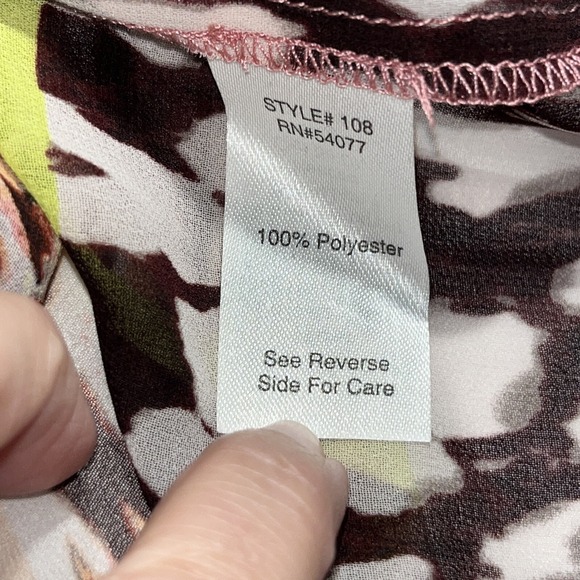 STYLE# 108
RN#54077
100% Polyester
See Reverse
Side For Care